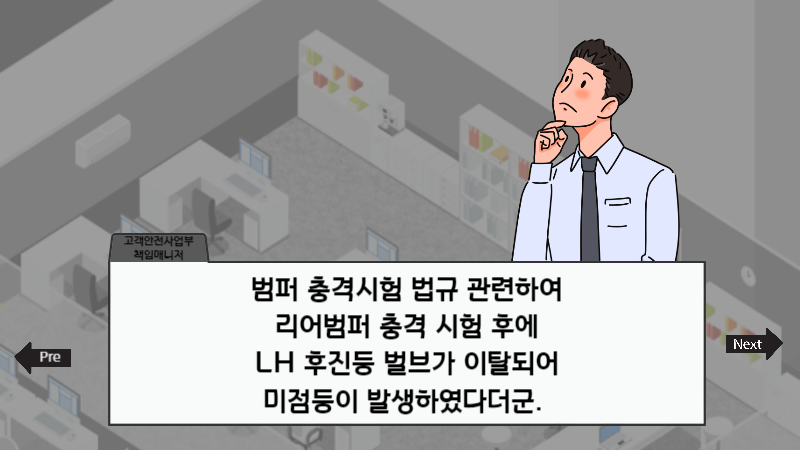 고객안전사업부
책임매니저
범퍼 충격시험 법규 관련하여
리어범퍼 충격 시험 후에
LH 후진등 벌브가 이탈되어
미점등이 발생하였다더군.
Pre
Next